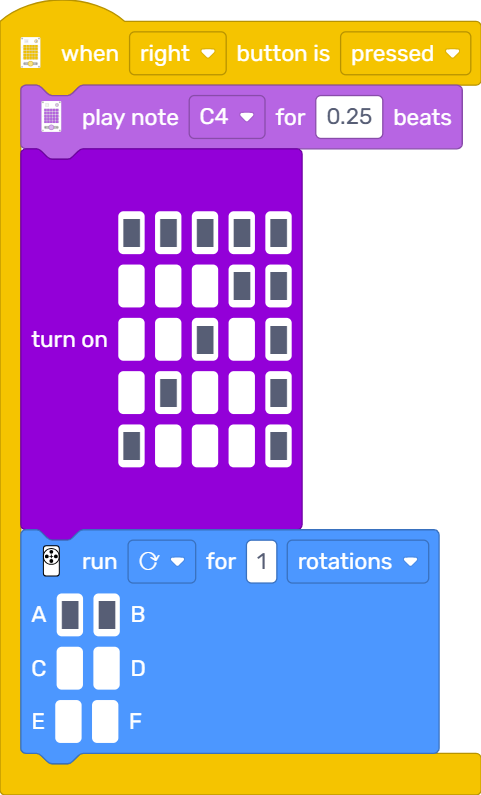 when right button is pressed
play note C4 for 0.25 beats
turn on
run for 1 rotations
A B
C D
E F